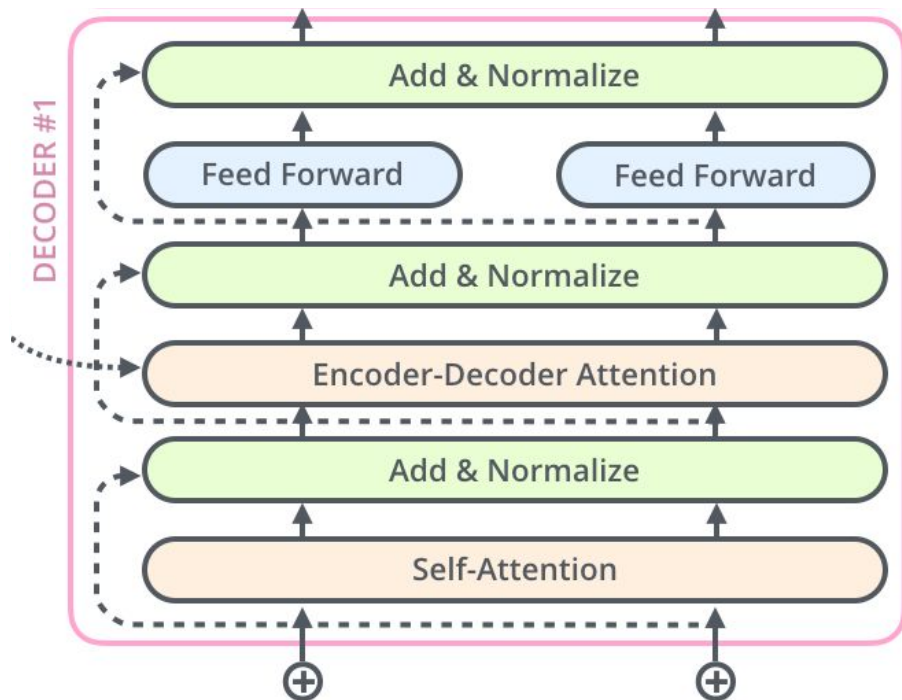 DECODER #1
Add & Normalize
Feed Forward
Feed Forward
Add & Normalize
Encoder-Decoder Attention
Add & Normalize
Self-Attention